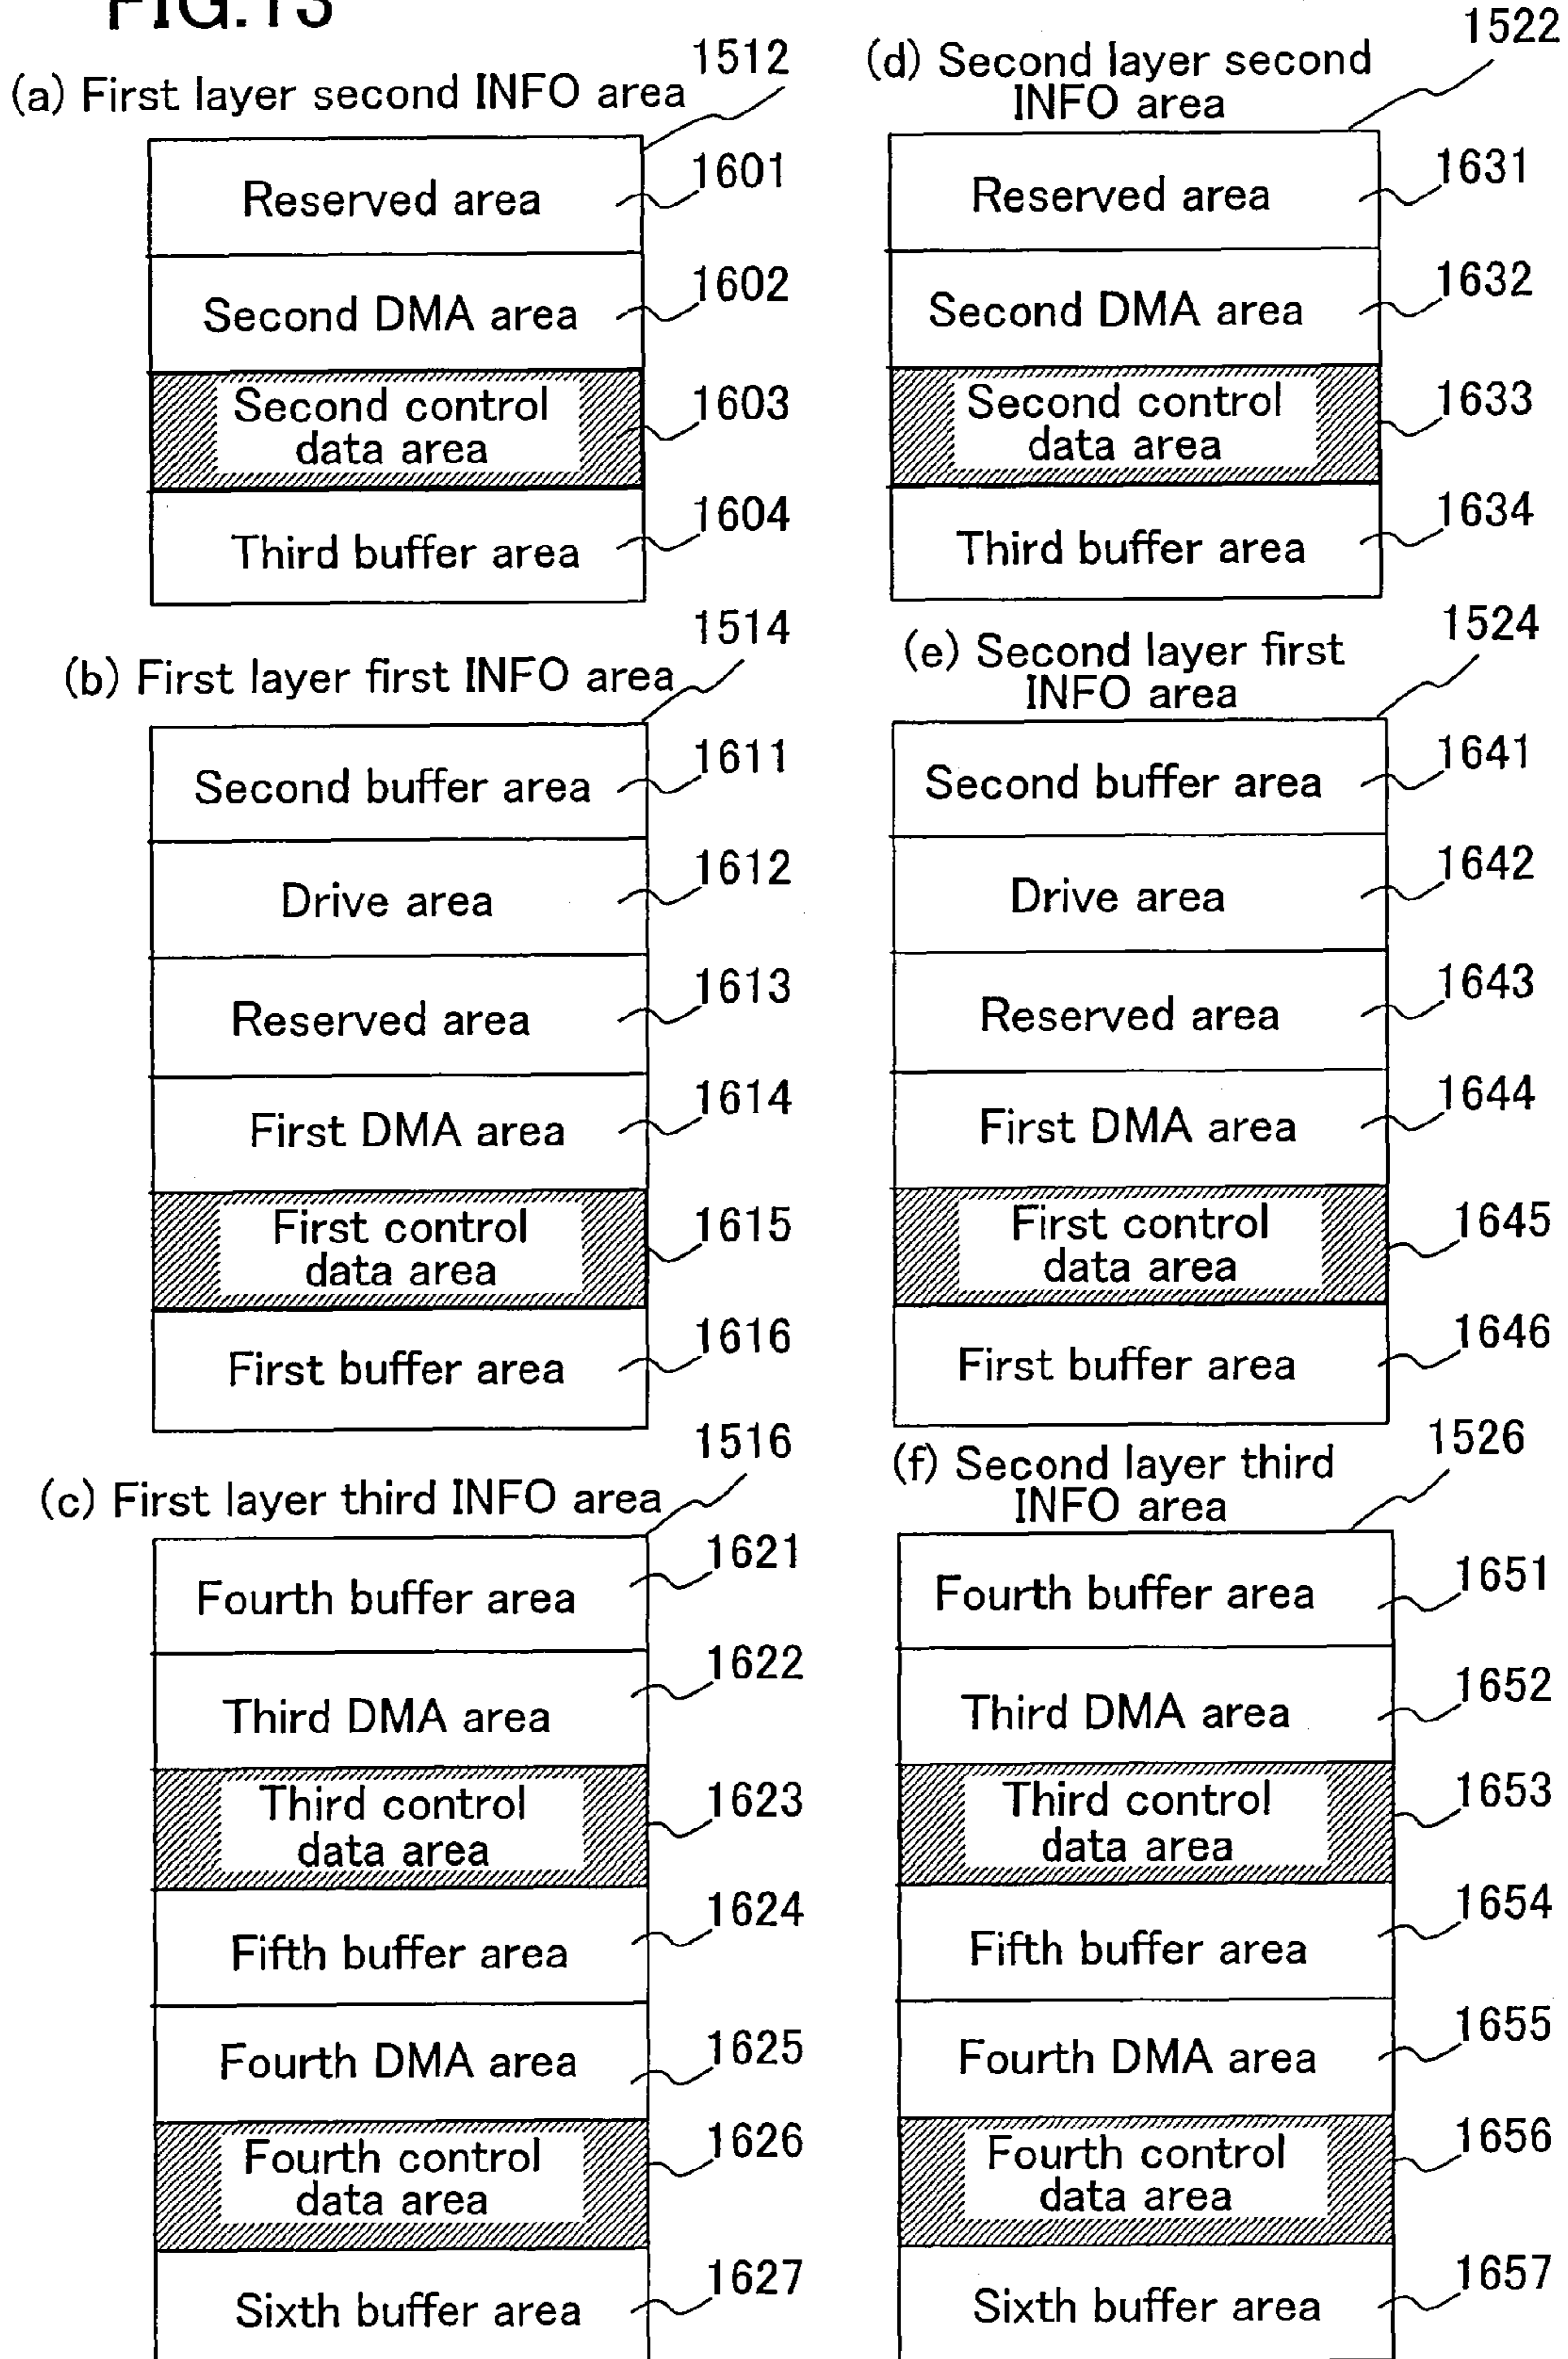 FIG.13
(a) First layer second INFO area
1512
Reserved area
1601
Second DMA area
1602
Second control
data area
1603
Third buffer area
1604
(b) First layer first INFO area
1514
Second buffer area
1611
Drive area
1612
Reserved area
1613
First DMA area
1614
First control
data area
1615
First buffer area
1616
(c) First layer third INFO area
1516
Fourth buffer area
1621
Third DMA area
1622
Third control
data area
1623
Fifth buffer area
1624
Fourth DMA area
1625
Fourth control
data area
1626
Sixth buffer area
1627
(d) Second layer second
INFO area
1522
Reserved area
1631
Second DMA area
1632
Second control
data area
1633
Third buffer area
1634
(e) Second layer first
INFO area
1524
Second buffer area
1641
Drive area
1642
Reserved area
1643
First DMA area
1644
First control
data area
1645
First buffer area
1646
(f) Second layer third
INFO area
1526
Fourth buffer area
1651
Third DMA area
1652
Third control
data area
1653
Fifth buffer area
1654
Fourth DMA area
1655
Fourth control
data area
1656
Sixth buffer area
1657